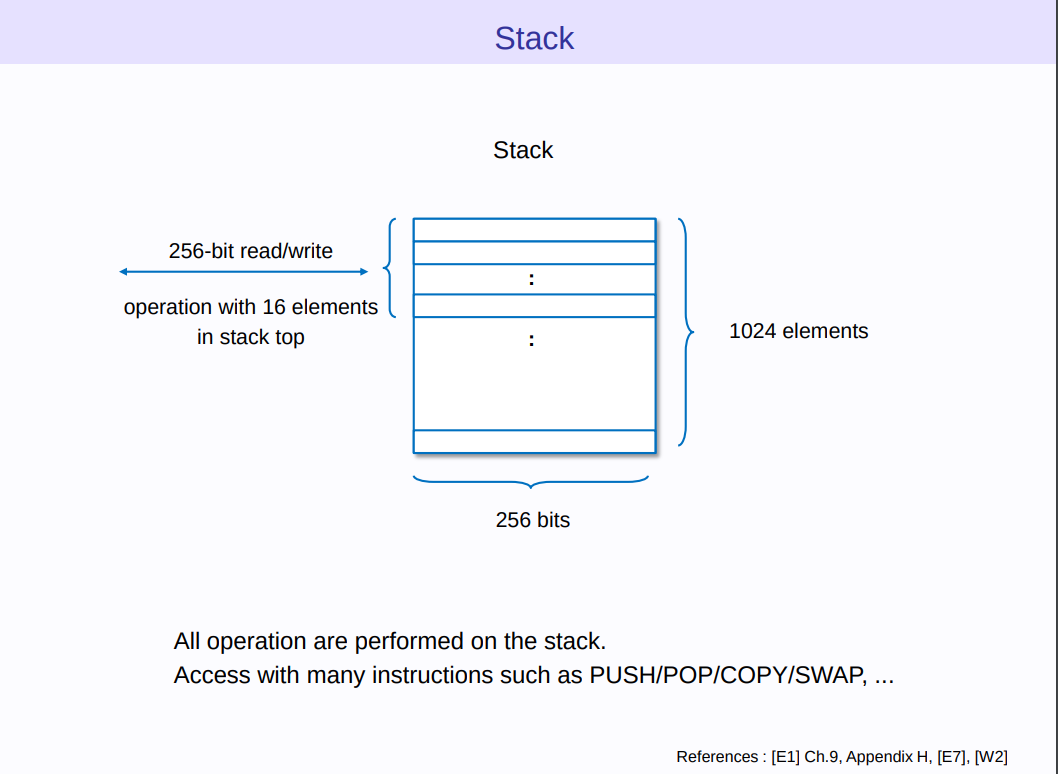 Stack
Stack
256-bit read/write
operation with 16 elements
in stack top
:
:
1024 elements
256 bits
All operation are performed on the stack.
Access with many instructions such as PUSH/POP/COPY/SWAP, ...
References : [E1] Ch.9, Appendix H, [E7], [W2]